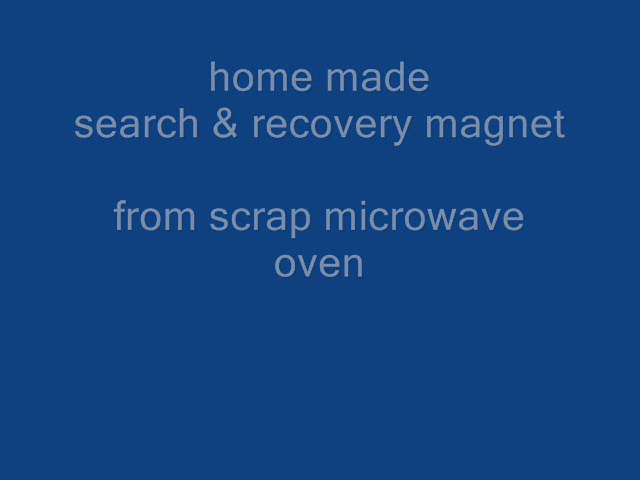 home made
search & recovery magnet
from scrap microwave
oven